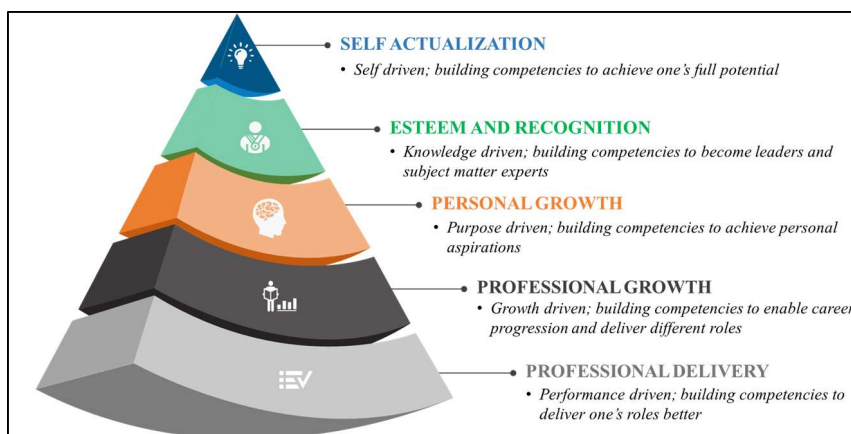 SELF ACTUALIZATION
• Self driven; building competencies to achieve one's full potential
ESTEEM AND RECOGNITION
• Knowledge driven; building competencies to become leaders and
subject matter experts
PERSONAL GROWTH
• Purpose driven; building competencies to achieve personal
aspirations
PROFESSIONAL GROWTH
• Growth driven; building competencies to enable career
progression and deliver different roles
PROFESSIONAL DELIVERY
• Performance driven; building competencies to
deliver one's roles better